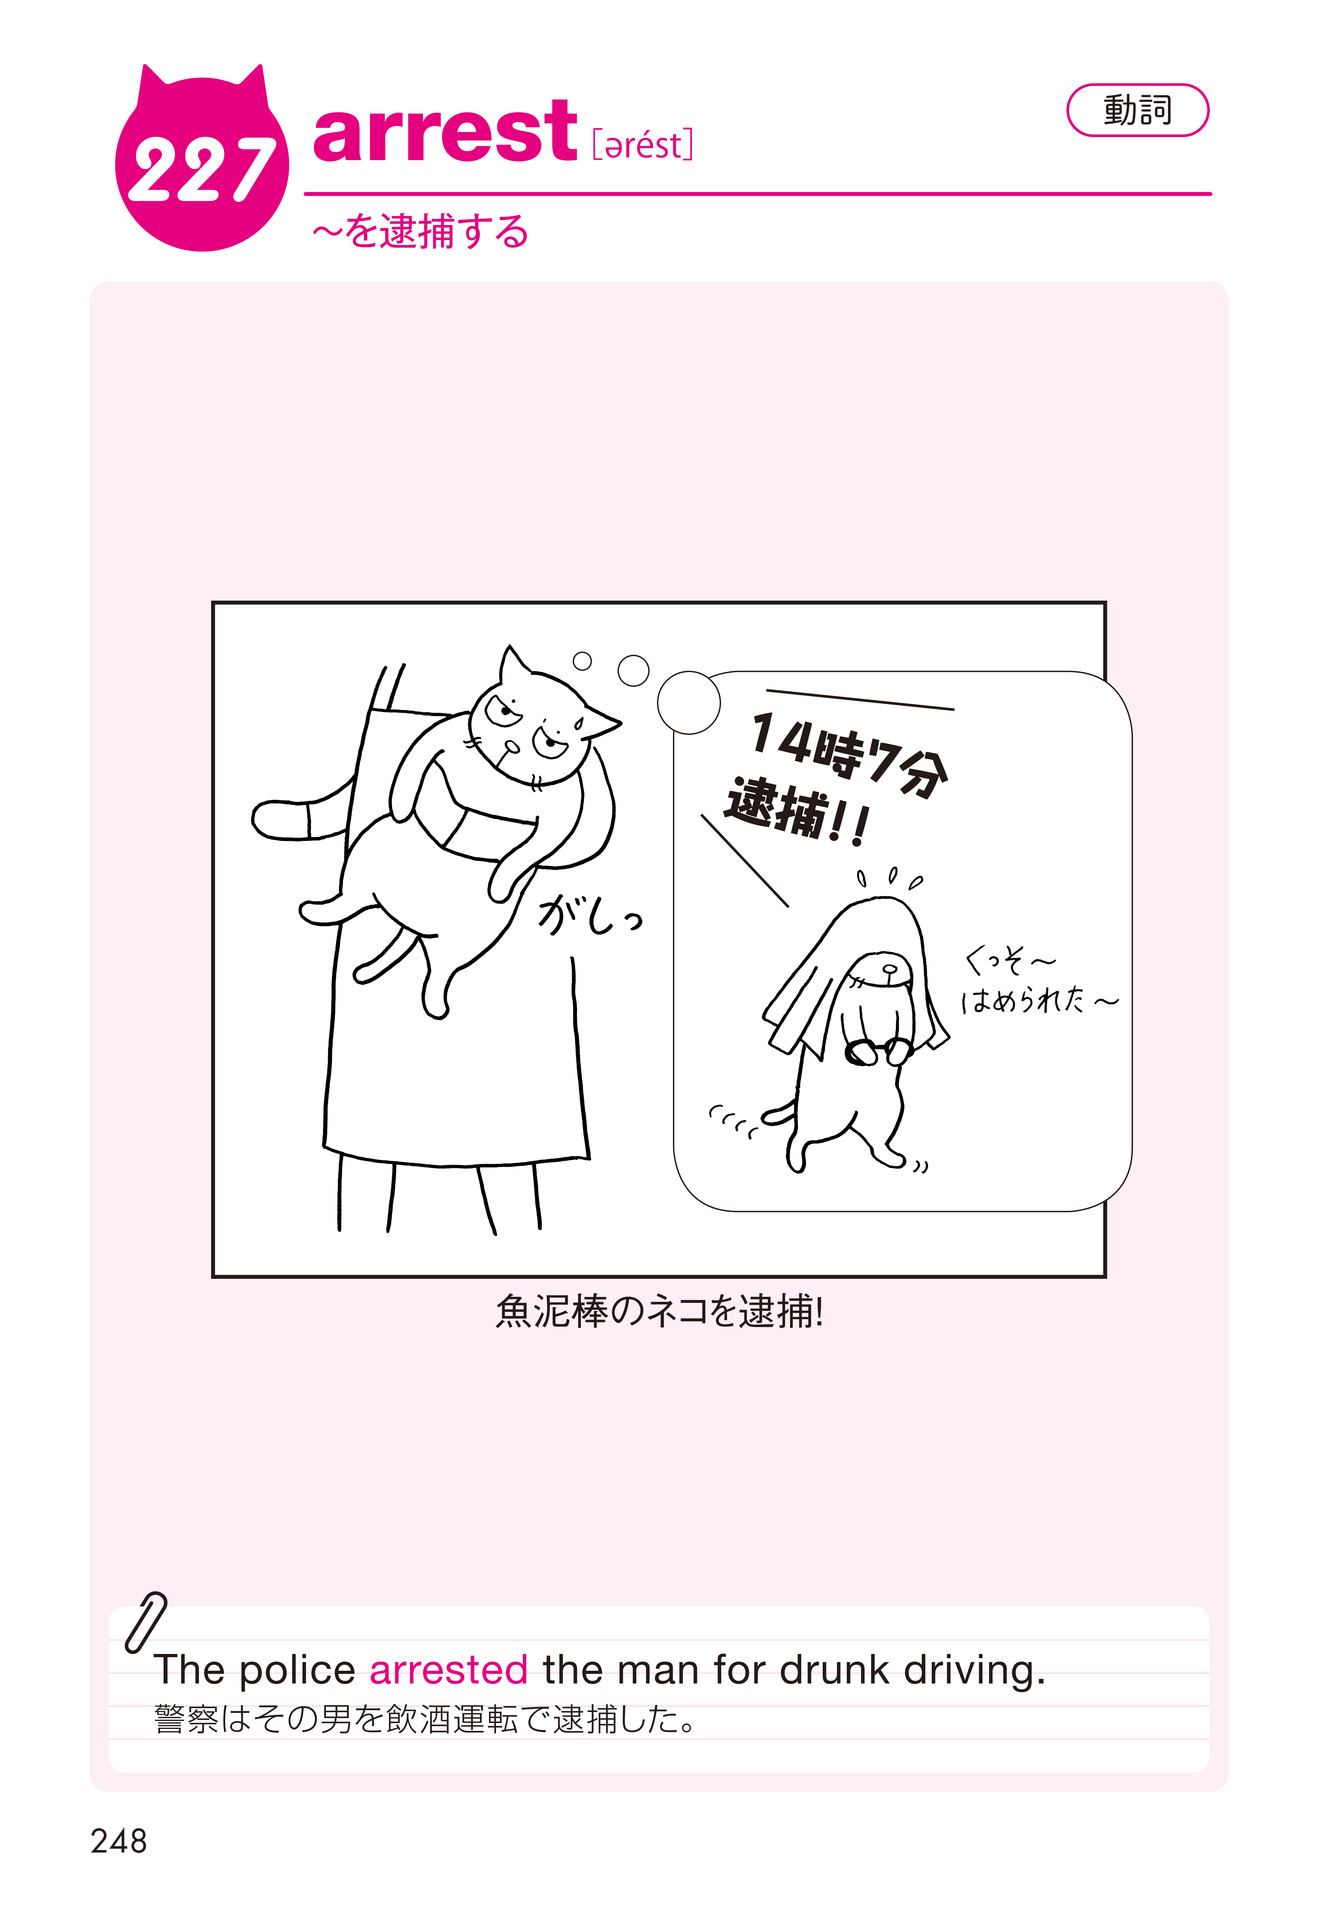 227
arrest [ərést]
動詞
～を逮捕する
14時7分
逮捕!!
がしっ
くっそ～
はめられた～
魚泥棒のネコを逮捕!
The police arrested the man for drunk driving.
警察はその男を飲酒運転で逮捕した。
248